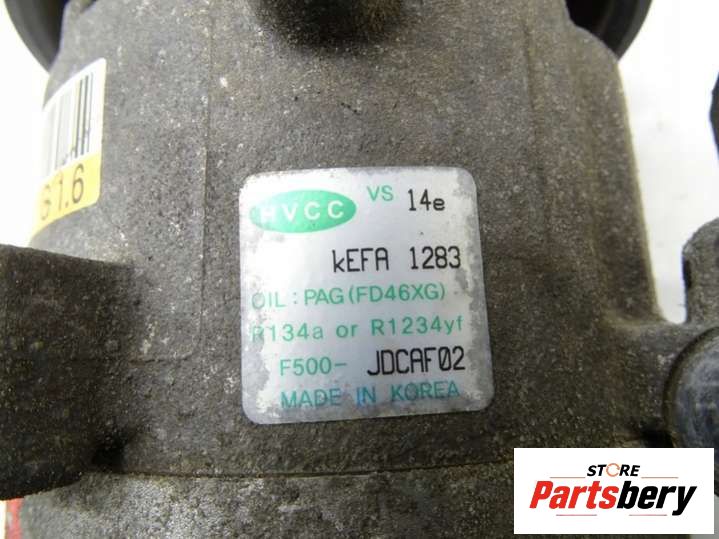 S 1.6
HVCC VS 14e
kEFA 1283
OIL : PAG(FD46XG)
R134a or R1234yf
F500- JDCAF02
MADE IN KOREA
STORE
Partsbery